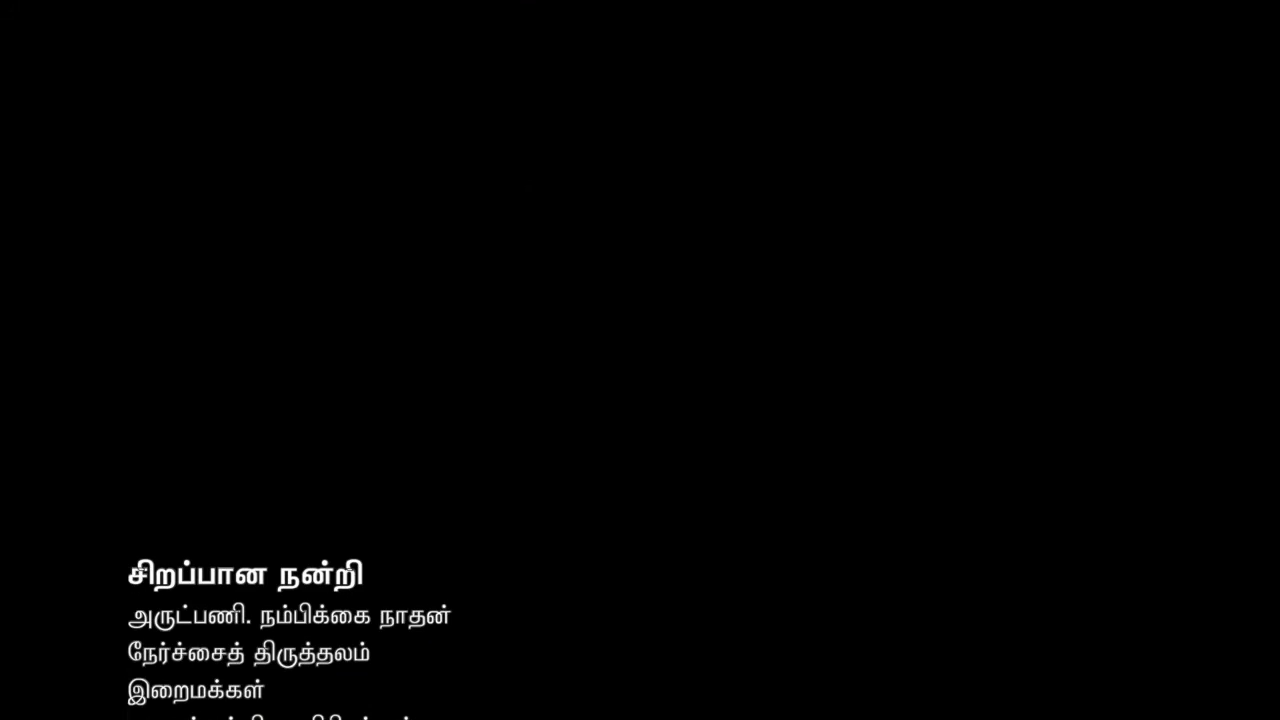 சிறப்பான நன்றி
அருட்பணி. நம்பிக்கை நாதன்
நேர்ச்சைத் திருத்தலம்
இறைமக்கள்